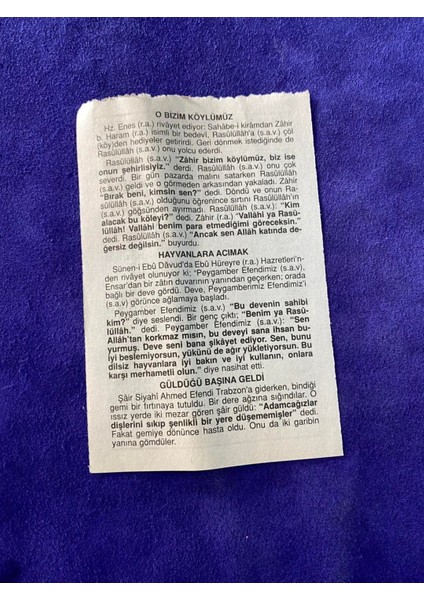 O BİZİM KÖYLÜMÜZ
Hz. Enes (r.a.) rivâyet ediyor: Sahâbe-i kirâmdan Zâhir
b. Haram (r.a.) isimli bir bedevî, Rasûlüllâh'a (s.a.v.) çöl
(köy)den hediyeler getirirdi. Geri dönmek istediğinde de
Rasûlüllâh (s.a.v.) onu yolcu ederdi.
Rasûlüllâh (s.a.v.) "Zâhir bizim köylümüz, biz ise
onun şehirlisiyiz." derdi. Rasûlüllâh (s.a.v.) onu çok
severdi. Bir gün pazarda malını satarken Rasûlüllâh
(s.a.v.) geldi ve o görmeden arkasından yakaladı. Zâhir
"Bırak beni, kimsin sen?" dedi. Döndü ve onun Ra-
sûlüllâh (s.a.v.) olduğunu öğrenince sırtını Rasûlüllâh'ın
(s.a.v.) göğsünden ayırmadı. Rasûlüllâh (s.a.v.): "Kim
alacak bu köleyi?" dedi. Zâhir (r.a.) "Vallâhi ya Rasû-
lüllâh! Vallâhi benim para etmediğimi göreceksin."
dedi. Rasûlüllâh (s.a.v.) "Ancak sen Allâh katında de-
ğersiz değilsin." buyurdu.
HAYVANLARA ACIMAK
Sünen-i Ebû Dâvud'da Ebû Hüreyre (r.a.) Hazretleri'n-
den rivâyet olunuyor ki; "Peygamber Efendimiz (s.a.v),
Ensar'dan bir zâtın duvarının yanından geçerken; orada
bağlı bir deve gördü. Deve, Peygamberimiz Efendimiz'i
(s.a.v) görünce ağlamaya başladı.
Peygamber Efendimiz (s.a.v.) "Bu devenin sahibi
kim?" diye seslendi. Bir genç çıktı; "Benim ya Rasû-
lüllâh." dedi. Peygamber Efendimiz (s.a.v.): "Sen
Allâh'tan korkmaz mısın, bu deveyi sana ihsan bu-
yurmuş. Deve seni bana şikâyet ediyor. Sen, bunu
iyi beslemiyorsun, yükünü de ağır yükletiyorsun. Bu
dilsiz hayvanlara iyi bakın ve iyi kullanın, onlara
karşı merhametli olun." diye nasihat etti.
GÜLDÜĞÜ BAŞINA GELDİ
Şâir Siyahî Ahmed Efendi Trabzon'a giderken, bindiği
gemi bir fırtınaya tutuldu. Bir dere ağzına sığındılar. O
ıssız yerde iki mezar gören şâir güldü: "Adamcağızlar
dişlerini sıkıp şenlikli bir yere düşememişler" dedi.
Fakat gemiye dönünce hasta oldu. Onu da iki garibin
yanına gömdüler.